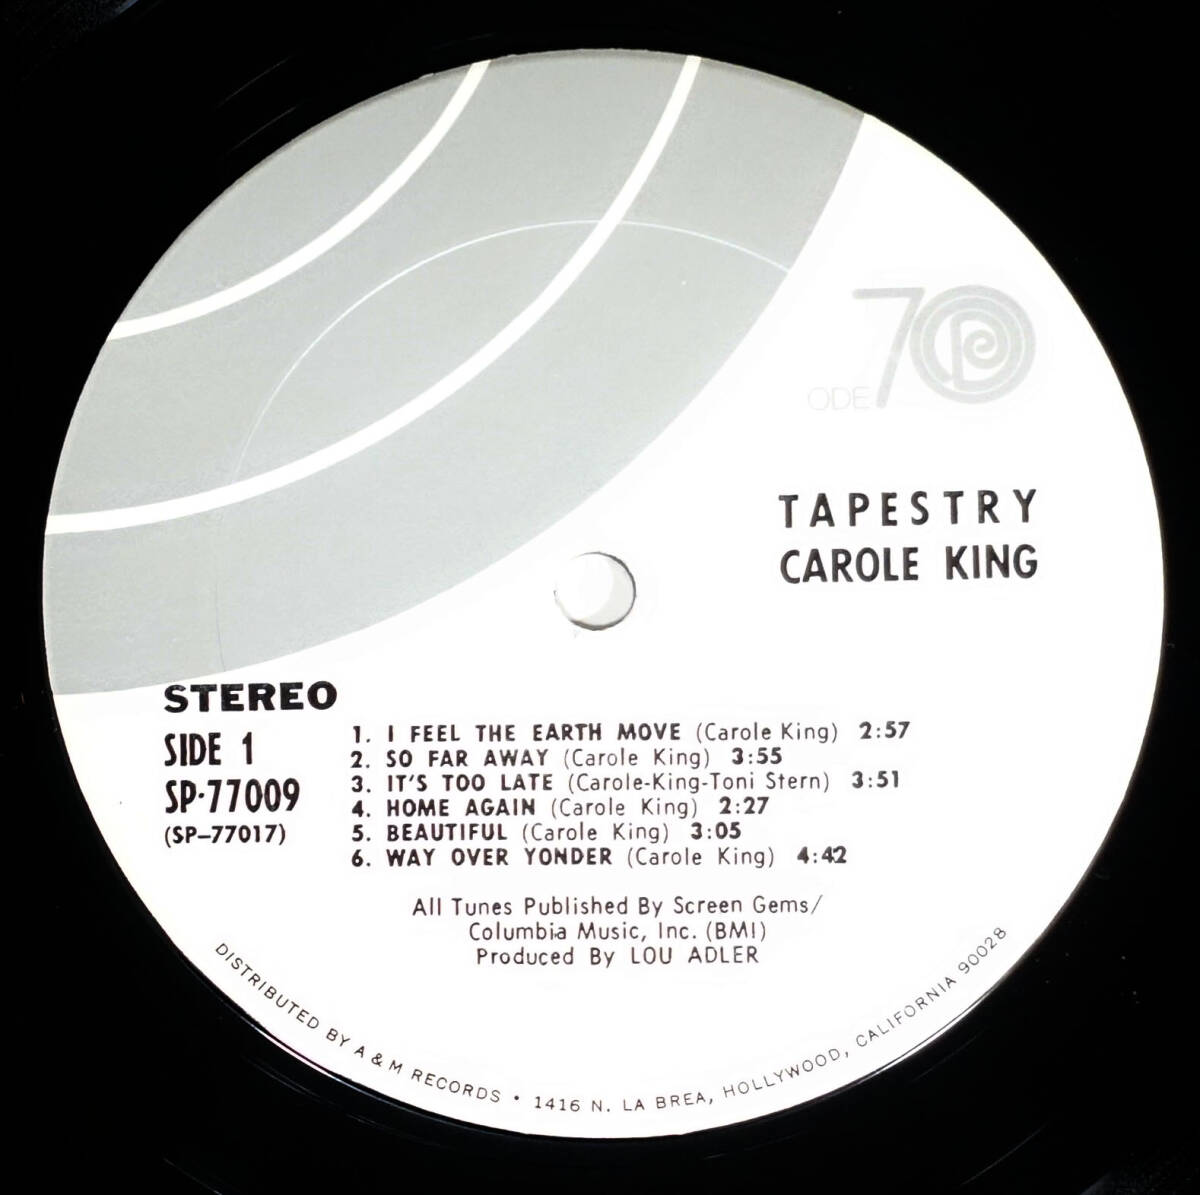 ODE 70
TAPESTRY
CAROLE KING
STEREO
SIDE 1
SP-77009
(SP-77017)
1. I FEEL THE EARTH MOVE (Carole King) 2:57
2. SO FAR AWAY (Carole King) 3:55
3. IT'S TOO LATE (Carole-King-Toni Stern) 3:51
4. HOME AGAIN (Carole King) 2:27
5. BEAUTIFUL (Carole King) 3:05
6. WAY OVER YONDER (Carole King) 4:42
All Tunes Published By Screen Gems/
Columbia Music, Inc. (BMI)
Produced By LOU ADLER
DISTRIBUTED BY A & M RECORDS • 1416 N. LA BREA, HOLLYWOOD, CALIFORNIA 90028